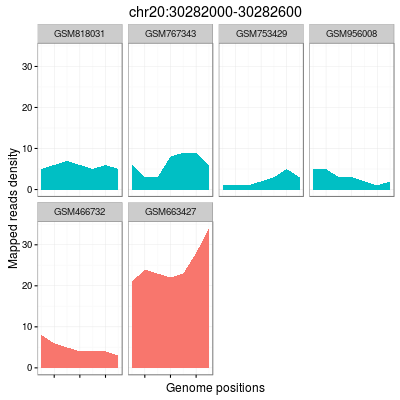 chr20:30282000-30282600
GSM818031 GSM767343 GSM753429 GSM956008
30
20
10
0
GSM466732 GSM663427
30
20
10
0
Mapped reads density
Genome positions